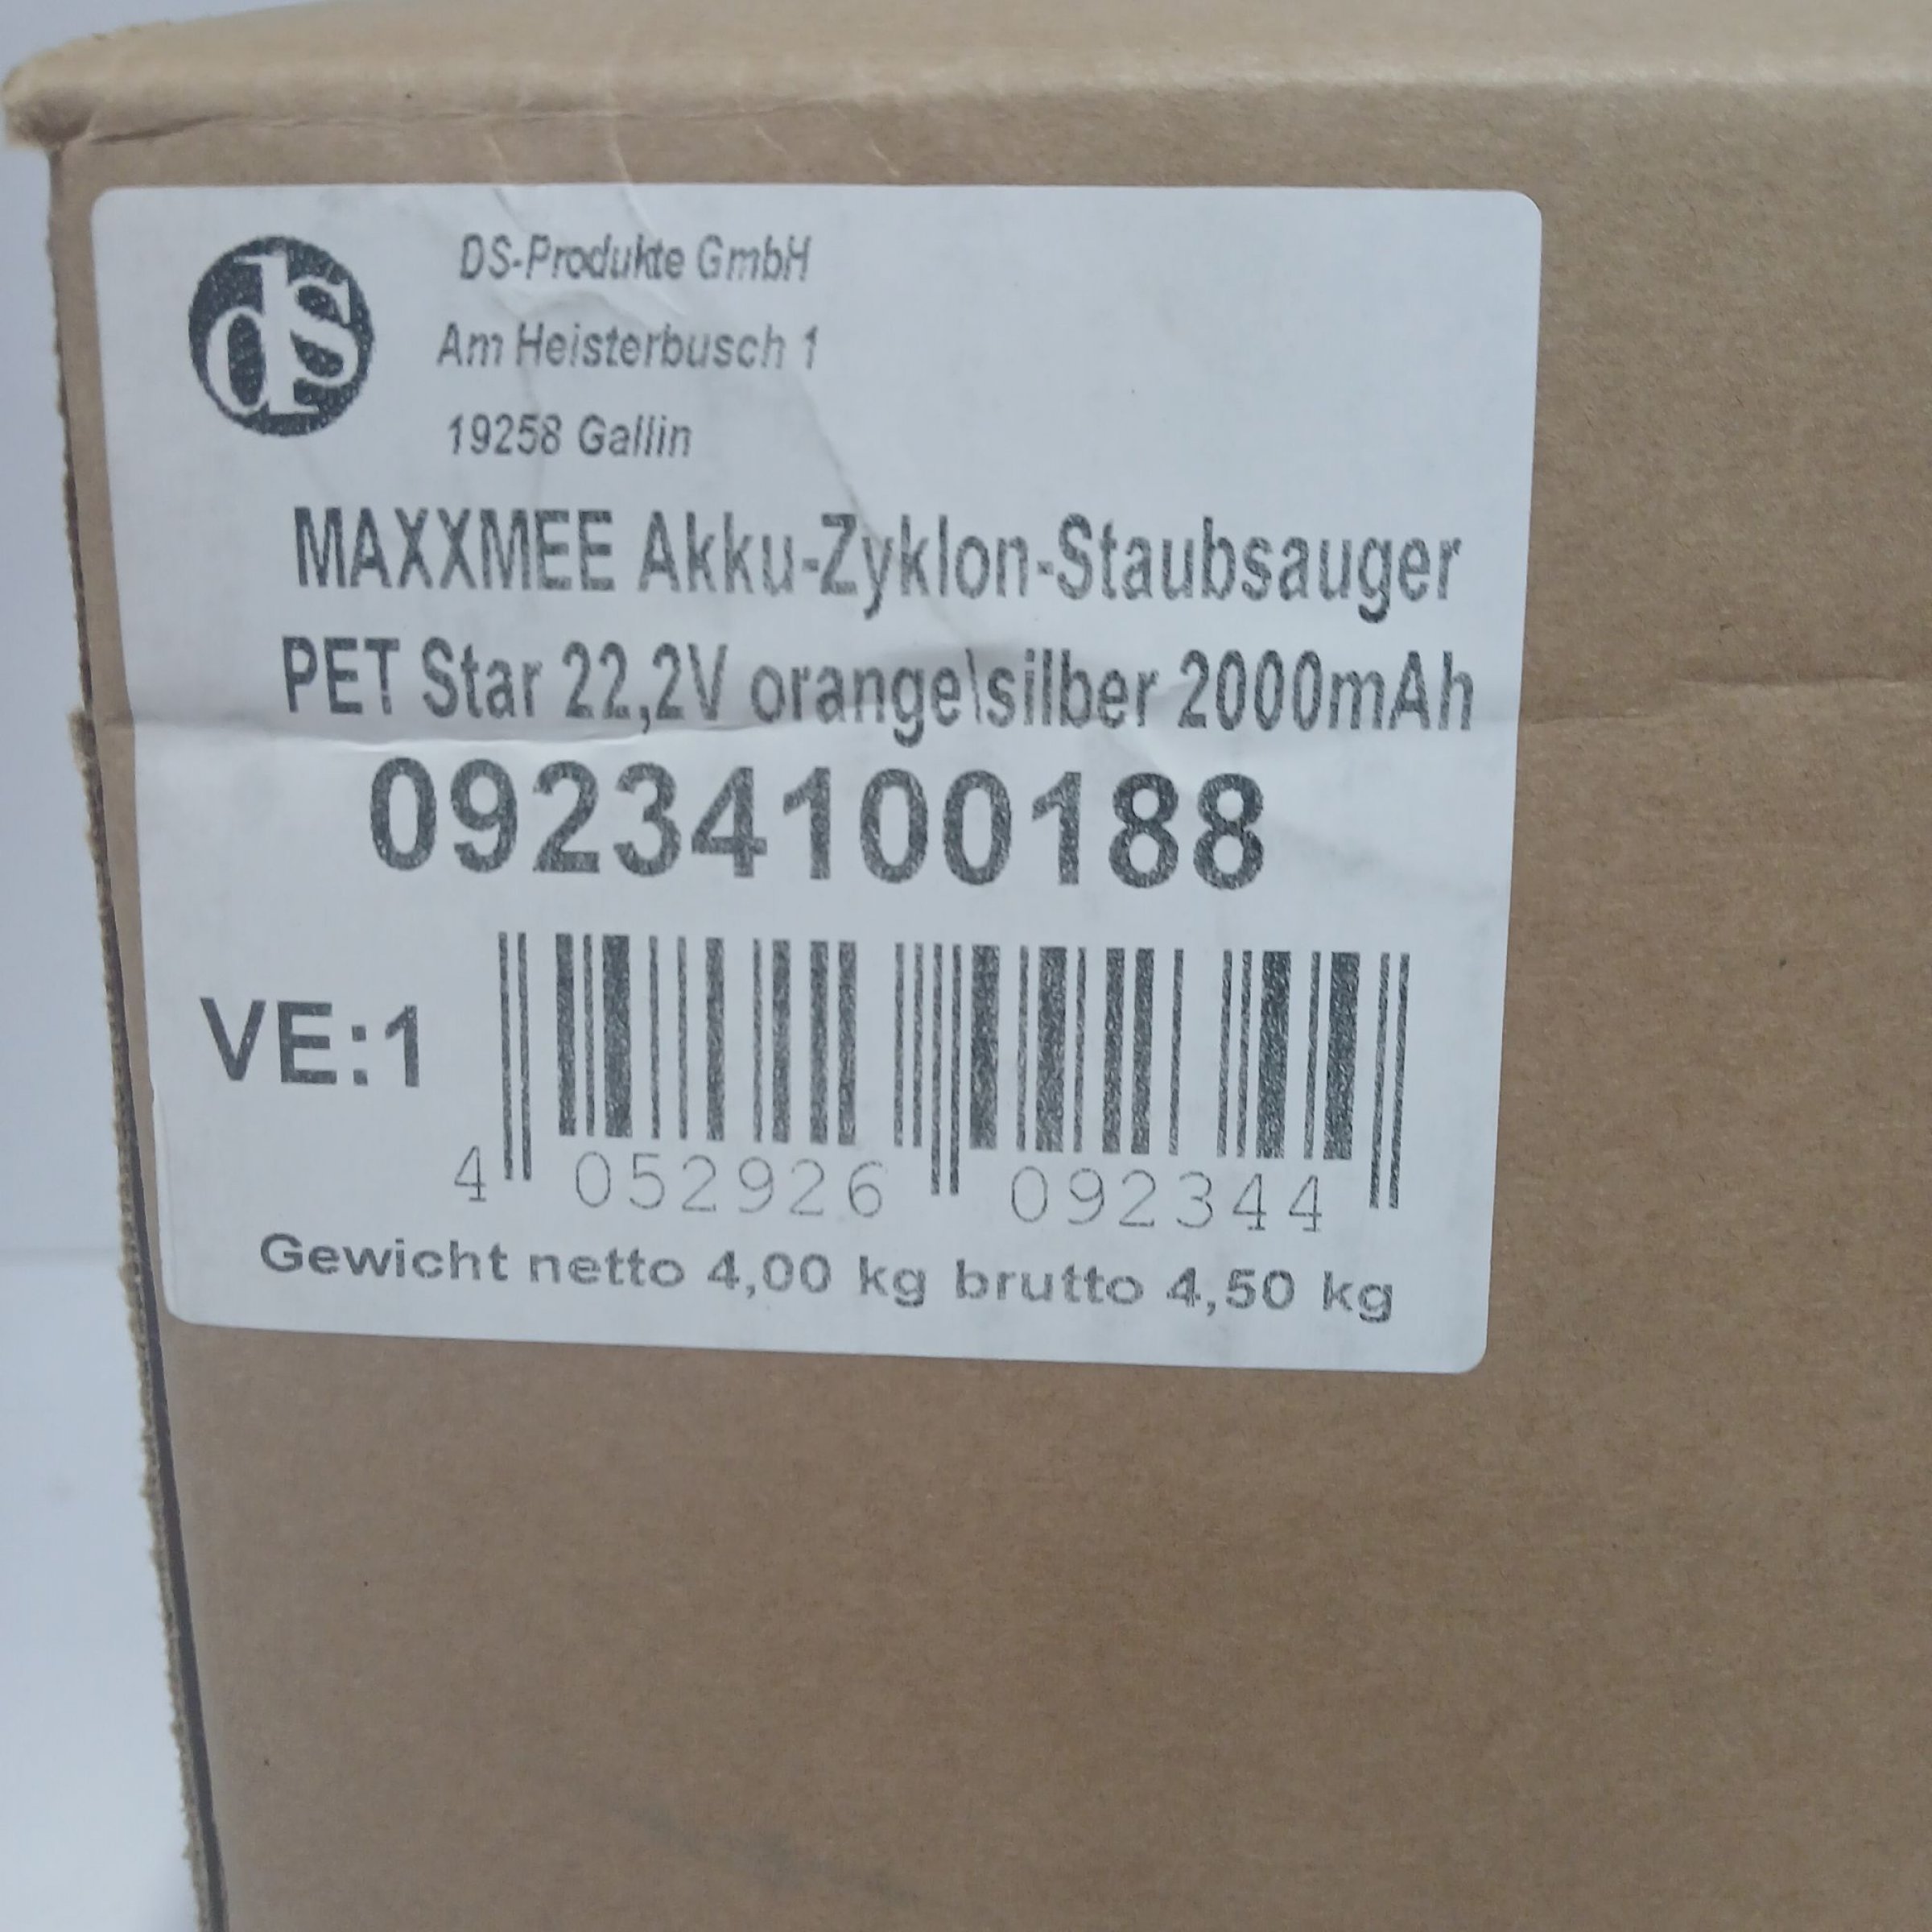 ds
DS-Produkte GmbH
Am Heisterbusch 1
19258 Gallin
MAXXMEE Akku-Zyklon-Staubsauger
PET Star 22,2V orange\silber 2000mAh
09234100188
VE:1
4 052926 092344
Gewicht netto 4,00 kg brutto 4,50 kg